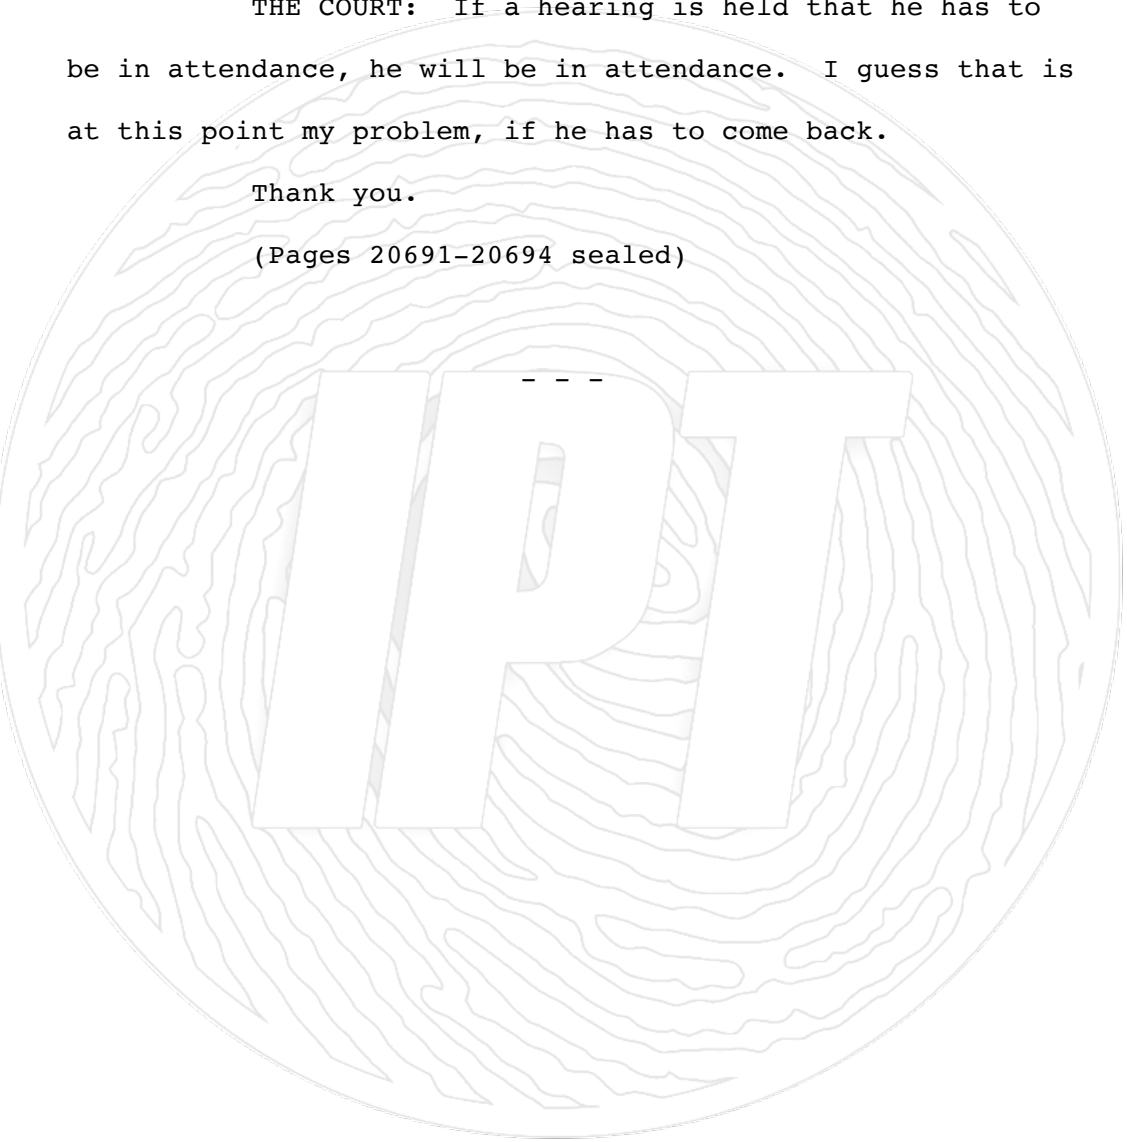 THE COURT:  If a hearing is held that he has to
be in attendance, he will be in attendance.  I guess that is
at this point my problem, if he has to come back.
Thank you.
(Pages 20691-20694 sealed)
- - -
IPT